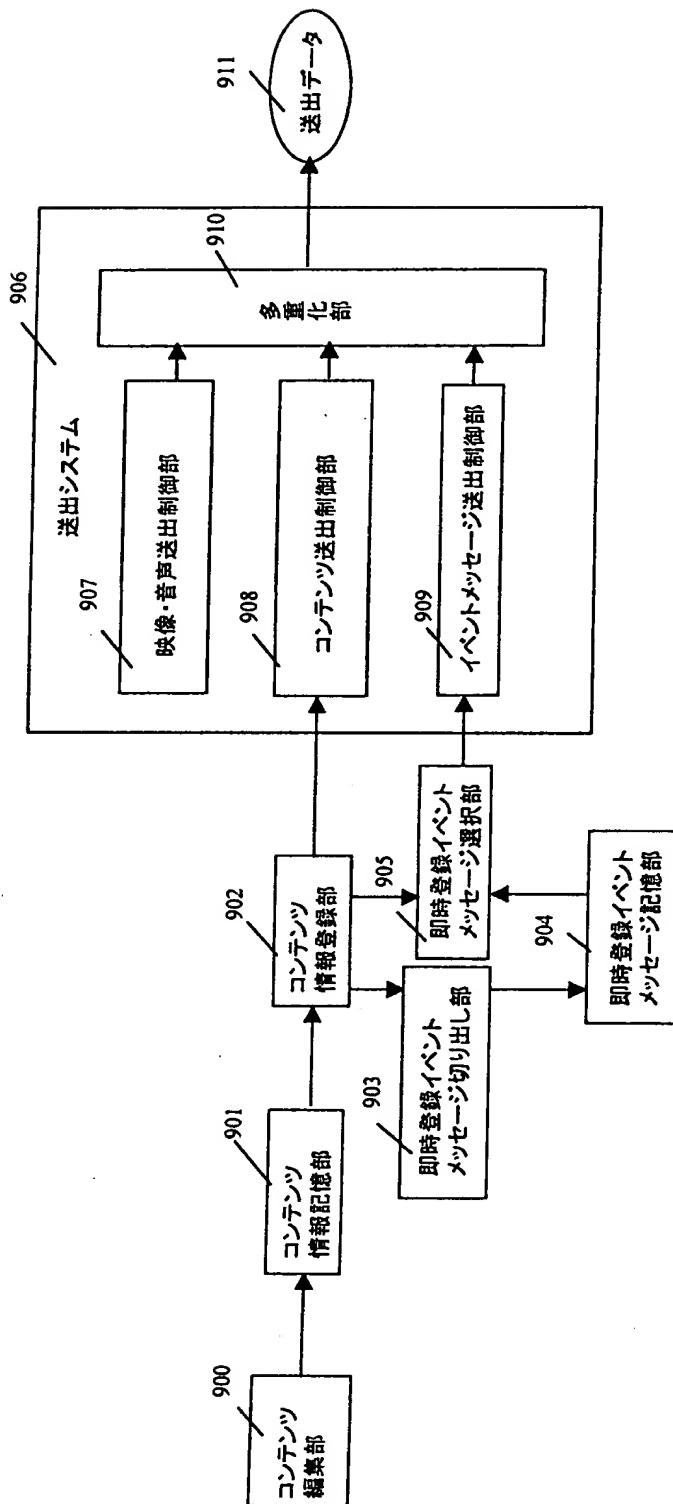 900
コンテンツ
編集部
901
コンテンツ
情報記憶部
902
コンテンツ
情報登録部
903
即時登録イベント
メッセージ切り出し部
904
即時登録イベント
メッセージ記憶部
905
即時登録イベント
メッセージ選択部
906
送出システム
907
映像・音声送出制御部
908
コンテンツ送出制御部
909
イベントメッセージ送出制御部
910
多重化部
911
送出データ